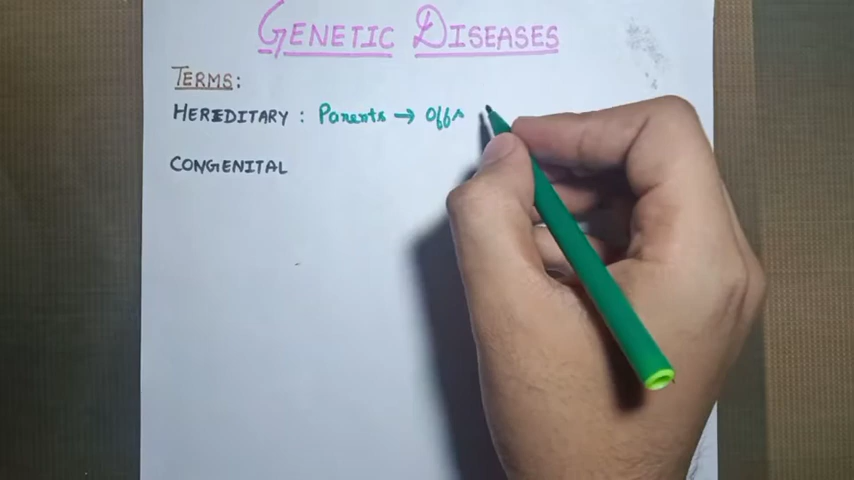 GENETIC DISEASES
TERMS:
HEREDITARY : Parents → Off
CONGENITAL